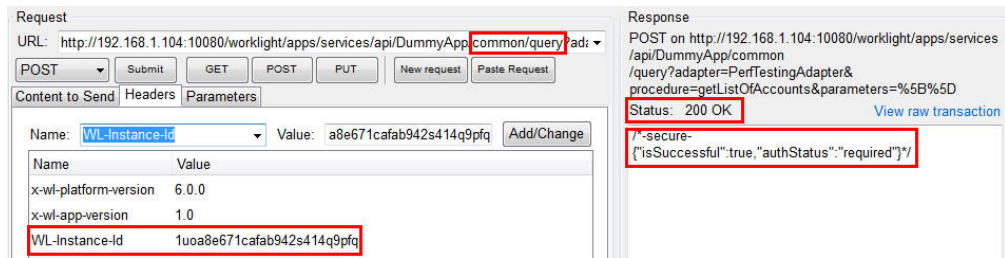 Request
URL: http://192.168.1.104:10080/worklight/apps/services/api/DummyApp/common/query?ada
POST Submit GET POST PUT New request Paste Request
Content to Send Headers Parameters
Name: WL-Instance-Id Value: a8e671cafab942s414q9pfq Add/Change
Name Value
x-wl-platform-version 6.0.0
x-wl-app-version 1.0
WL-Instance-Id 1uoa8e671cafab942s414q9pfq
Response
POST on http://192.168.1.104:10080/worklight/apps/services
/api/DummyApp/common
/query?adapter=PerfTestingAdapter&
procedure=getListOfAccounts&parameters=%5B%5D
Status: 200 OK View raw transaction
/*-secure-
{"isSuccessful":true,"authStatus":"required"}*/